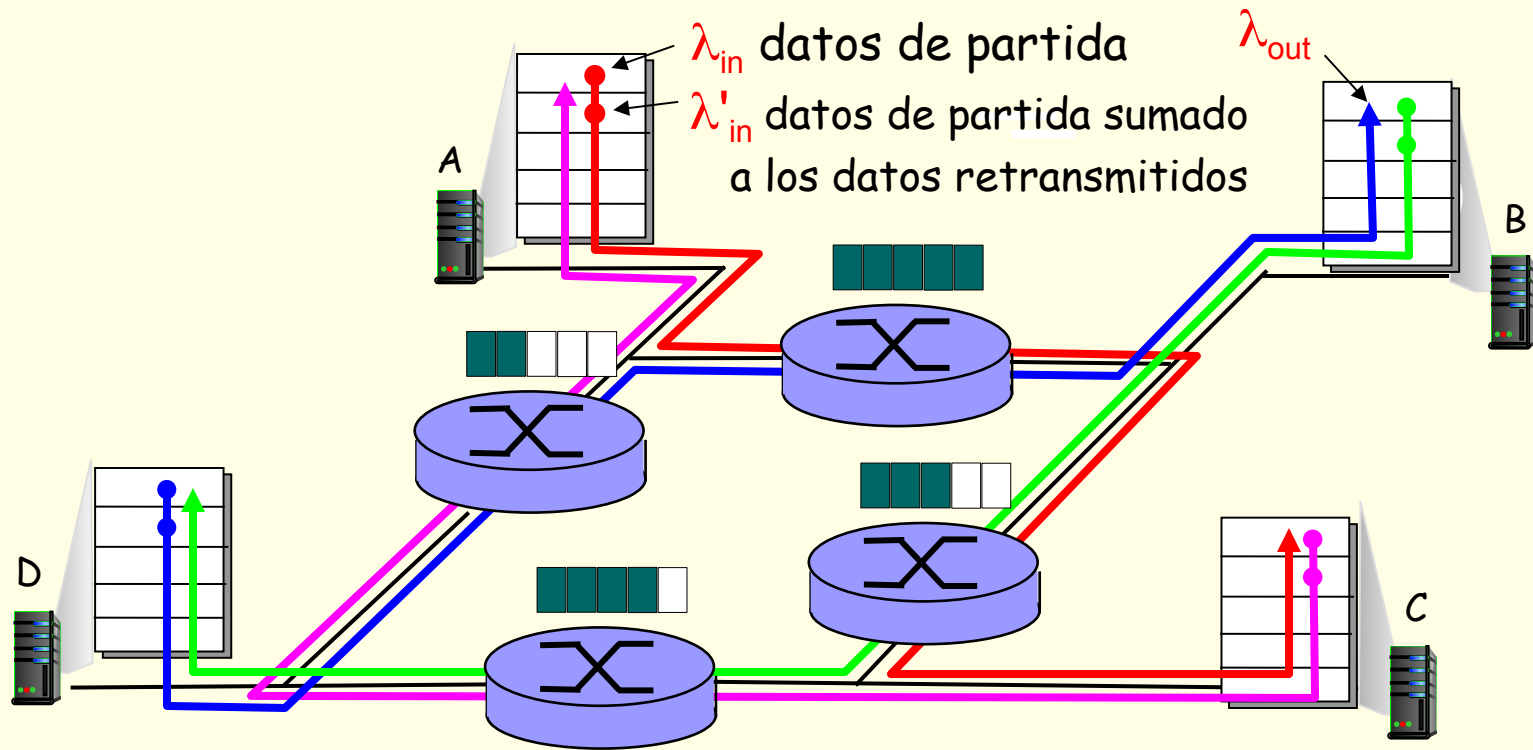 λin datos de partida
λout
λ'in datos de partida sumado
a los datos retransmitidos
A
B
D
C